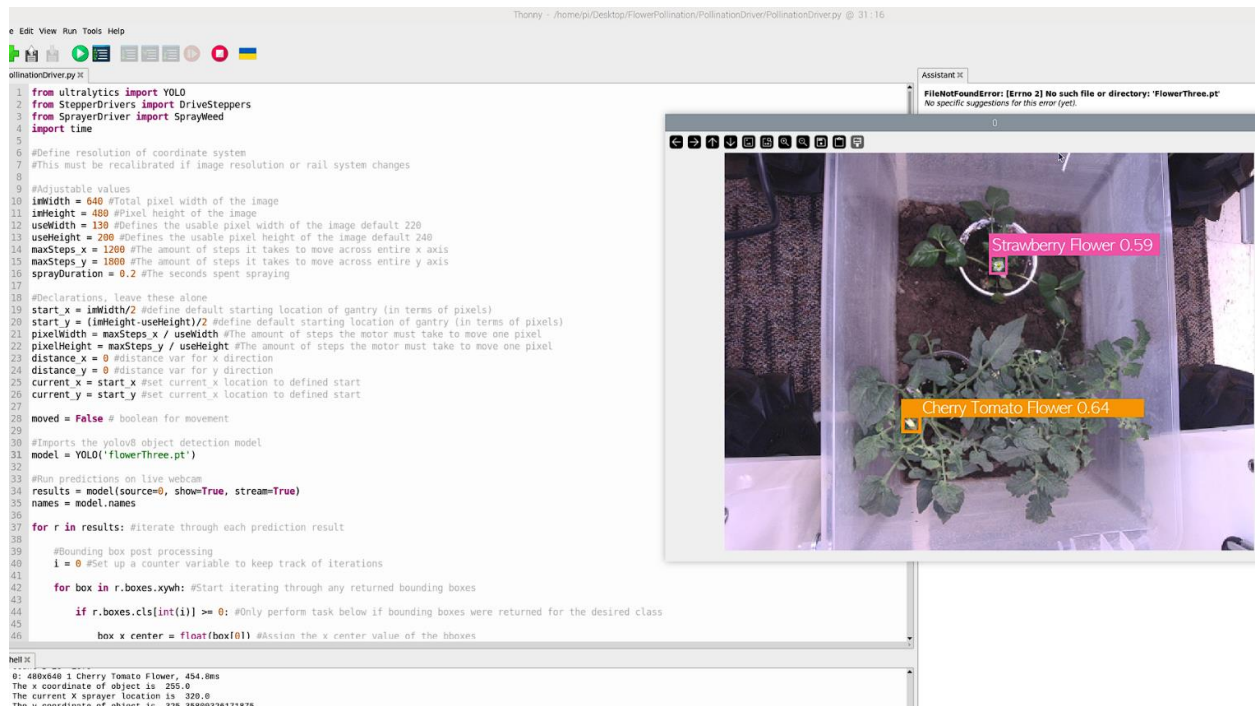 Thonny - /home/pi/Desktop/FlowerPollination/PollinationDriver/PollinationDriver.py @ 31:16
e Edit View Run Tools Help
ollinationDriver.py
1 from ultralytics import YOLO
2 from StepperDrivers import DriveSteppers
3 from SprayerDriver import SprayWeed
4 import time
5
6 #Define resolution of coordinate system
7 #This must be recalibrated if image resolution or rail system changes
8
9 #Adjustable values
10 imWidth = 640 #Total pixel width of the image
11 imHeight = 480 #Pixel height of the image
12 useWidth = 130 #Defines the usable pixel width of the image default 220
13 useHeight = 200 #Defines the usable pixel height of the image default 240
14 maxSteps_x = 1200 #The amount of steps it takes to move across entire x axis
15 maxSteps_y = 1800 #The amount of steps it takes to move across entire y axis
16 sprayDuration = 0.2 #The seconds spent spraying
17
18 #Declarations, leave these alone
19 start_x = imWidth/2 #define default starting location of gantry (in terms of pixels)
20 start_y = (imHeight-useHeight)/2 #define default starting location of gantry (in terms of pixels)
21 pixelWidth = maxSteps_x / useWidth #The amount of steps the motor must take to move one pixel
22 pixelHeight = maxSteps_y / useHeight #The amount of steps the motor must take to move one pixel
23 distance_x = 0 #distance var for x direction
24 distance_y = 0 #distance var for y direction
25 current_x = start_x #set current_x location to defined start
26 current_y = start_y #set current_x location to defined start
27
28 moved = False # boolean for movement
29
30 #Imports the yolov8 object detection model
31 model = YOLO('flowerThree.pt')
32
33 #Run predictions on live webcam
34 results = model(source=0, show=True, stream=True)
35 names = model.names
36
37 for r in results: #iterate through each prediction result
38
39 #Bounding box post processing
40 i = 0 #Set up a counter variable to keep track of iterations
41
42 for box in r.boxes.xywh: #Start iterating through any returned bounding boxes
43
44 if r.boxes.cls[int(i)] >= 0: #Only perform task below if bounding boxes were returned for the desired class
45
46 box_x_center = float(box[0]) #Assign the x center value of the bboxes
hell
0: 480x640 1 Cherry Tomato Flower, 454.8ms
The x coordinate of object is 255.0
The current X sprayer location is 320.0
The y coordinate of object is 325.35809326171875
Assistant
FileNotFoundError: [Errno 2] No such file or directory: 'FlowerThree.pt'
No specific suggestions for this error (yet).
0
Strawberry Flower 0.59
Cherry Tomato Flower 0.64